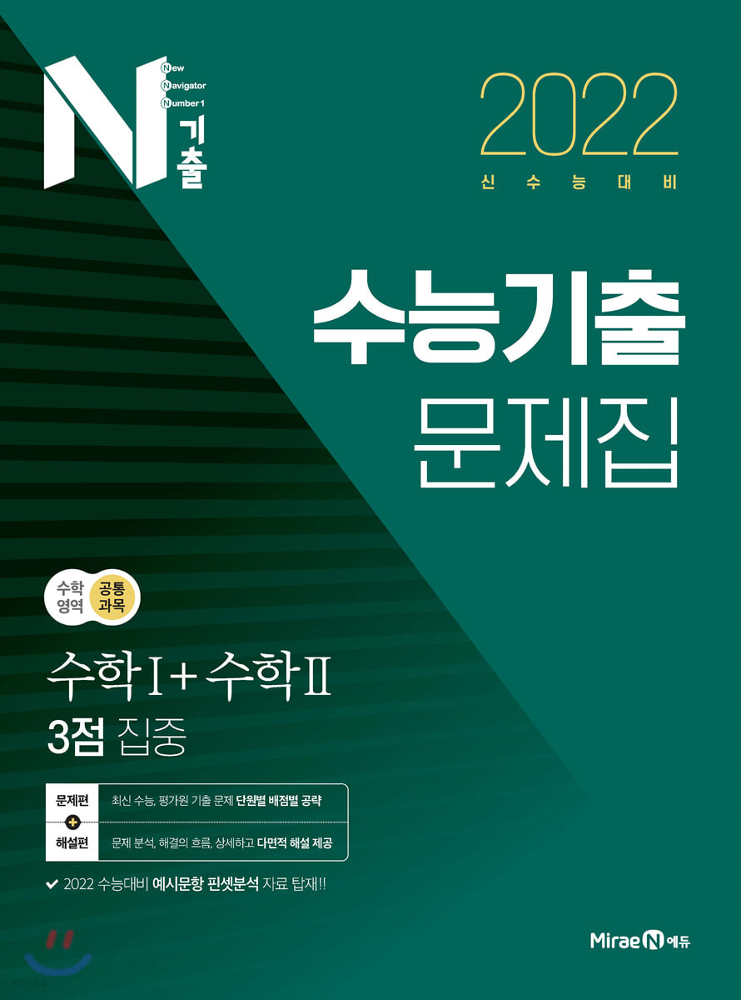 N
New
Navigator
Number 1
기출
2022
신수능대비
수능기출
문제집
수학
영역
공통
과목
수학Ⅰ+수학Ⅱ
3점 집중
문제편
최신 수능, 평가원 기출 문제 단원별 배점별 공략
+
해설편
문제 분석, 해결의 흐름, 상세하고 다면적 해설 제공
2022 수능대비 예시문항 핀셋분석 자료 탑재!!
Mirae N 에듀
YES24